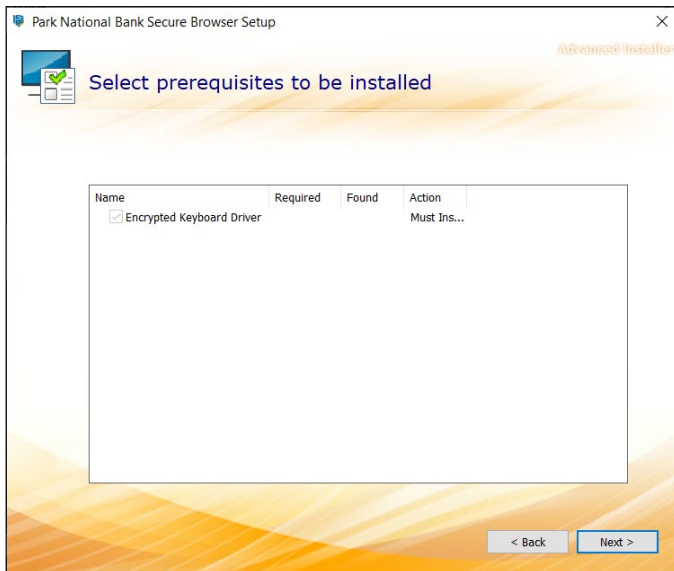 Park National Bank Secure Browser Setup
Advanced Installer
Select prerequisites to be installed
Name Required Found Action
Encrypted Keyboard Driver Must Ins...
< Back Next >